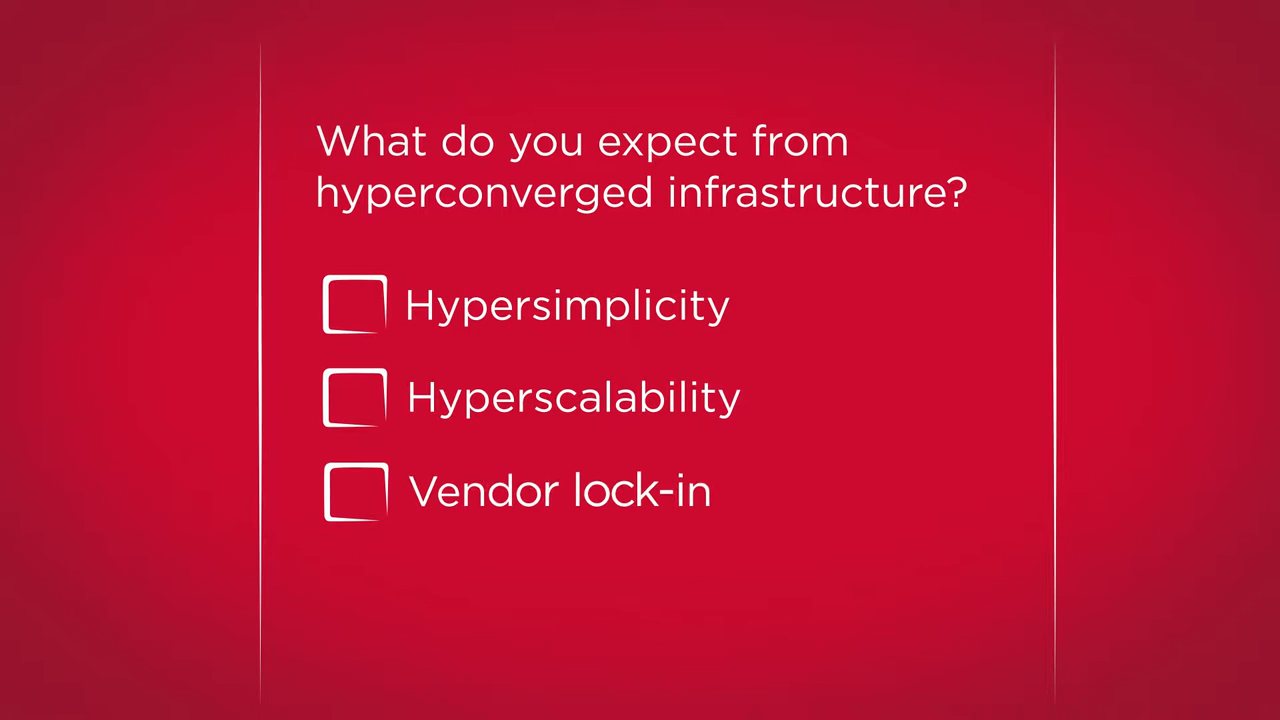 What do you expect from
hyperconverged infrastructure?
Hypersimplicity
Hyperscalability
Vendor lock-in